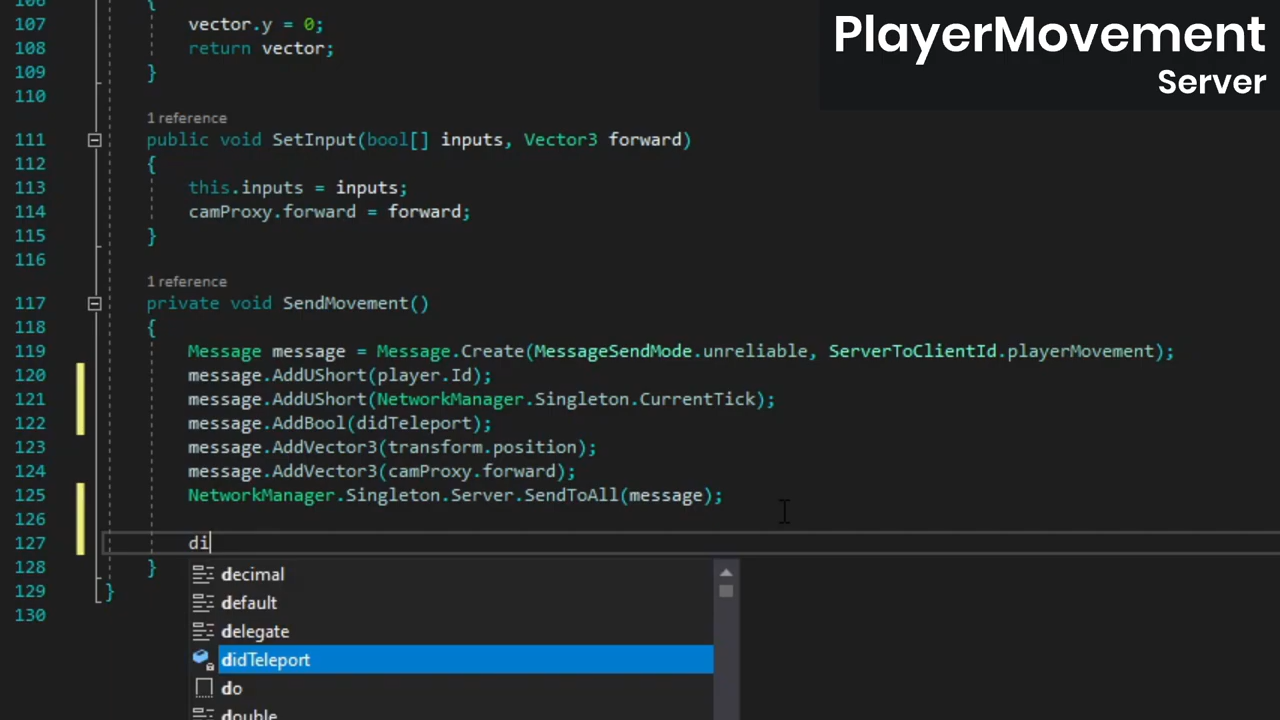 PlayerMovement
Server
106 {
107 vector.y = 0;
108 return vector;
109 }
110
1 reference
111 public void SetInput(bool[] inputs, Vector3 forward)
112 {
113 this.inputs = inputs;
114 camProxy.forward = forward;
115 }
116
1 reference
117 private void SendMovement()
118 {
119 Message message = Message.Create(MessageSendMode.unreliable, ServerToClientId.playerMovement);
120 message.AddUShort(player.Id);
121 message.AddUShort(NetworkManager.Singleton.CurrentTick);
122 message.AddBool(didTeleport);
123 message.AddVector3(transform.position);
124 message.AddVector3(camProxy.forward);
125 NetworkManager.Singleton.Server.SendToAll(message);
126
127 di
128 }
129 }
130
decimal
default
delegate
didTeleport
do
double